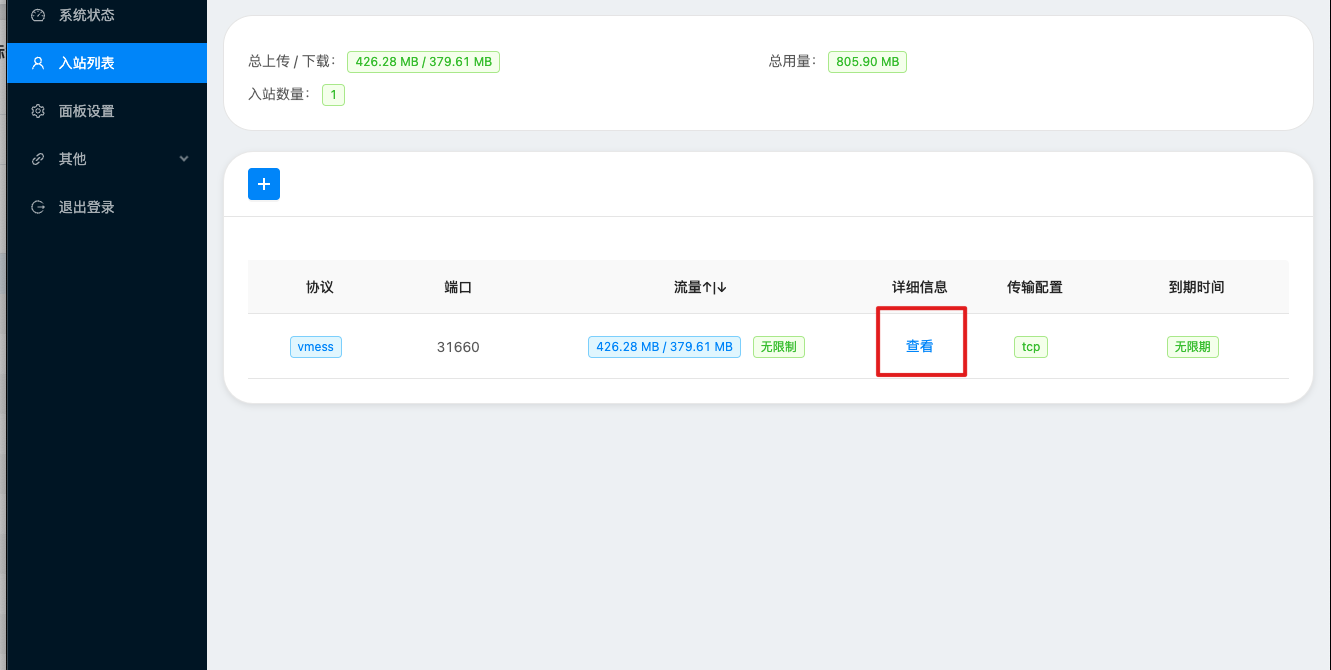 系统状态
入站列表
面板设置
其他
退出登录
总上传 / 下载： 426.28 MB / 379.61 MB 总用量： 805.90 MB
入站数量： 1
协议 端口 流量↑|↓ 详细信息 传输配置 到期时间
vmess 31660 426.28 MB / 379.61 MB 无限制 查看 tcp 无限期